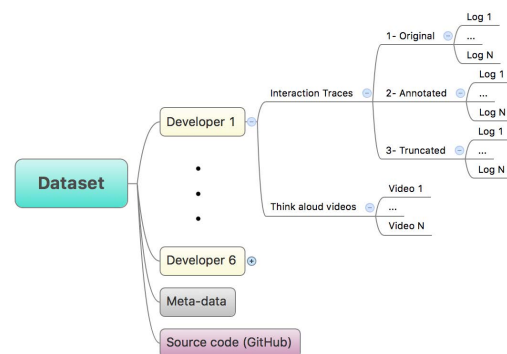 Dataset
Developer 1
Interaction Traces
1- Original
Log 1
...
Log N
2- Annotated
Log 1
...
Log N
3- Truncated
Log 1
...
Log N
Think aloud videos
Video 1
...
Video N
Developer 6
Meta-data
Source code (GitHub)